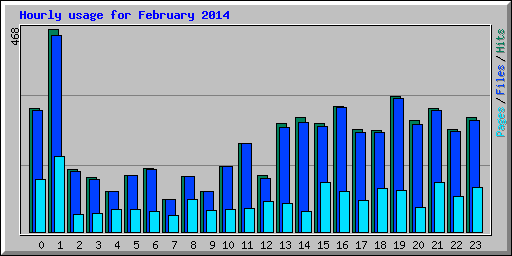 Hourly usage for February 2014
468
Pages/Files/Hits
0 1 2 3 4 5 6 7 8 9 10 11 12 13 14 15 16 17 18 19 20 21 22 23